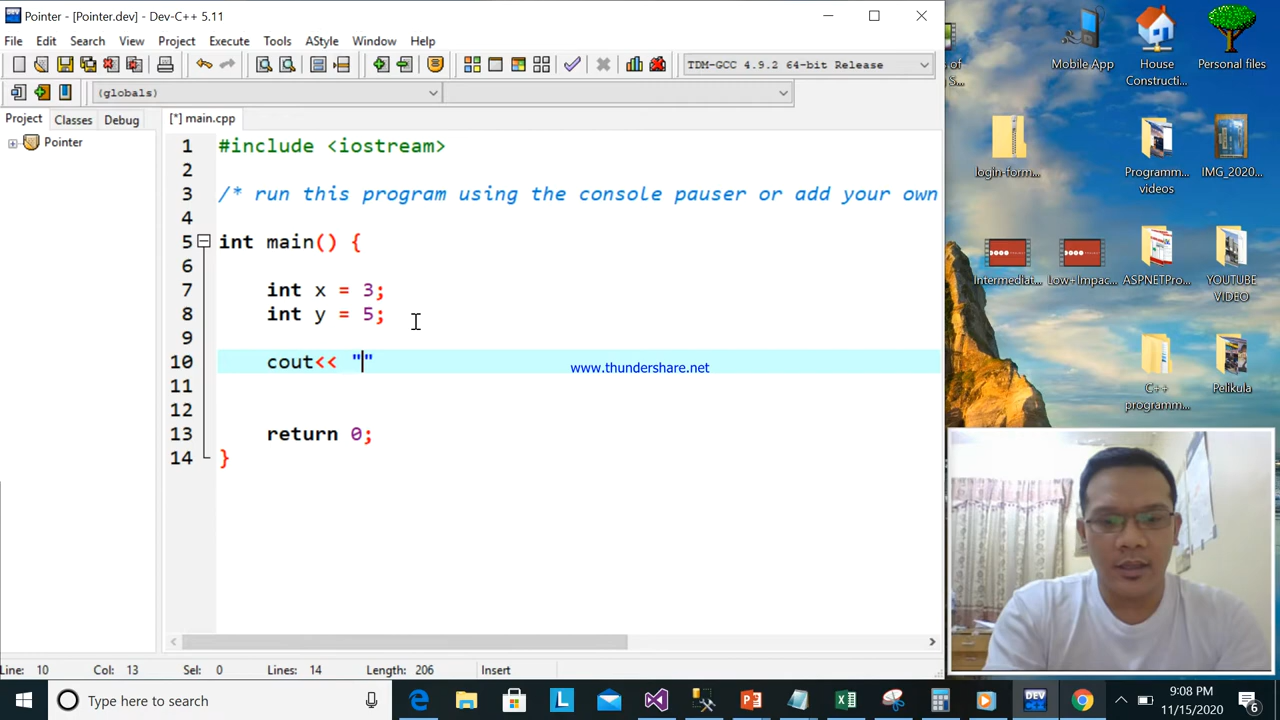 Pointer - [Pointer.dev] - Dev-C++ 5.11
File Edit Search View Project Execute Tools AStyle Window Help
TDM-GCC 4.9.2 64-bit Release
(globals)
Project Classes Debug
[*] main.cpp
Pointer
1 #include <iostream>
2
3 /* run this program using the console pauser or add your own
4
5 int main() {
6
7 int x = 3;
8 int y = 5;
9
10 cout<< ""
11
12
13 return 0;
14 }
www.thundershare.net
Line: 10 Col: 13 Sel: 0 Lines: 14 Length: 206 Insert
Mobile App
House Constructi...
Personal files
login-form...
Programm... videos
IMG_2020...
Intermediat...
Low+Impac...
ASPNETPro...
YOUTUBE VIDEO
C++ programm...
Pelikula
Type here to search
DEV
9:08 PM
11/15/2020
6